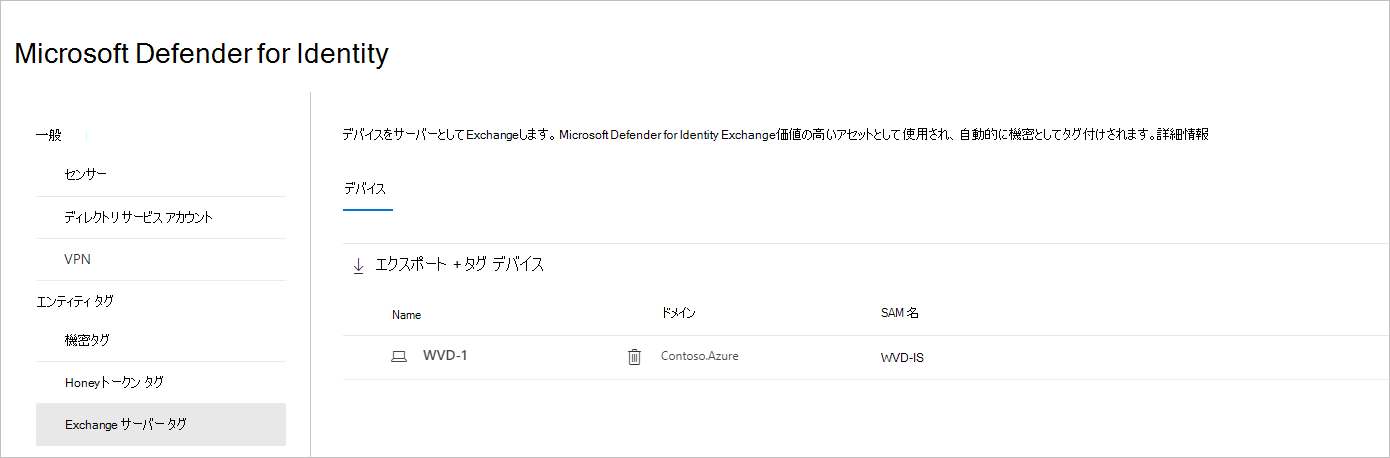 Microsoft Defender for Identity
一般
センサー
ディレクトリ サービス アカウント
VPN
エンティティ タグ
機密タグ
Honeyトークン タグ
Exchange サーバー タグ
デバイスをサーバーとしてExchangeします。Microsoft Defender for Identity Exchange価値の高いアセットとして使用され、自動的に機密としてタグ付けされます。詳細情報
デバイス
エクスポート +タグ デバイス
Name ドメイン SAM 名
WVD-1 Contoso.Azure WVD-IS